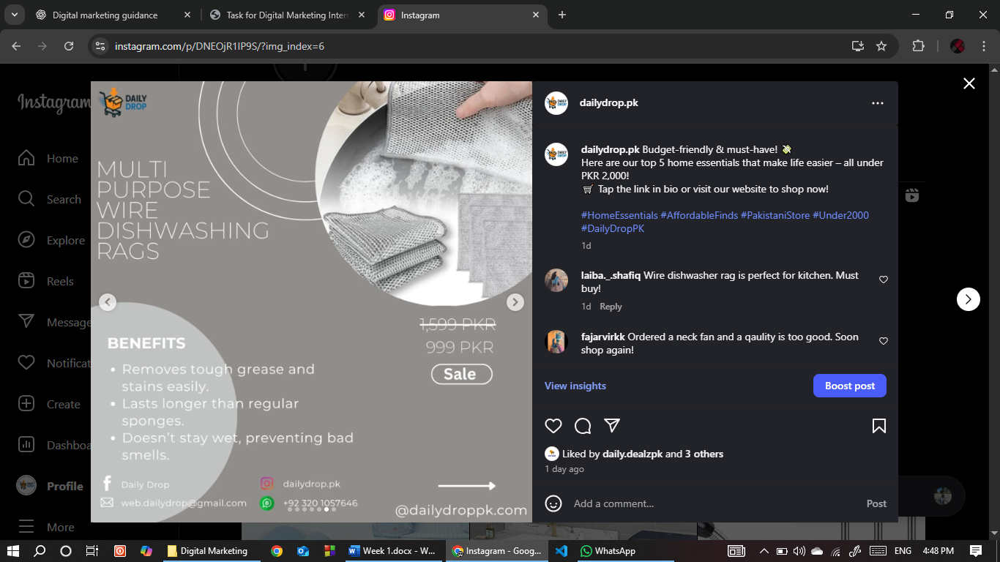 Digital marketing guidance
Task for Digital Marketing Inter
Instagram
instagram.com/p/DNEOjR1IP9S/?img_index=6
Instagram
Home
Search
Explore
Reels
Message
Notificat
Create
Dashboa
Profile
More
DAILY
DROP
MULTI
PURPOSE
WIRE
DISHWASHING
RAGS
1,599 PKR
999 PKR
Sale
BENEFITS
• Removes tough grease and
stains easily.
• Lasts longer than regular
sponges.
• Doesn't stay wet, preventing bad
smells.
Daily Drop
dailydrop.pk
web.dailydrop@gmail.com
+92 320 1057646
@dailydroppk.com
dailydrop.pk
dailydrop.pk Budget-friendly & must-have! 💸
Here are our top 5 home essentials that make life easier – all under
PKR 2,000!
🛒 Tap the link in bio or visit our website to shop now!
#HomeEssentials #AffordableFinds #PakistaniStore #Under2000
#DailyDropPK
1d
laiba._.shafiq Wire dishwasher rag is perfect for kitchen. Must
buy!
1d Reply
fajarvirkk Ordered a neck fan and a qaulity is too good. Soon
shop again!
View insights
Boost post
Liked by daily.dealzpk and 3 others
1 day ago
Add a comment...
Post
Digital Marketing
Week 1.docx - W...
Instagram - Goog...
WhatsApp
ENG
4:48 PM